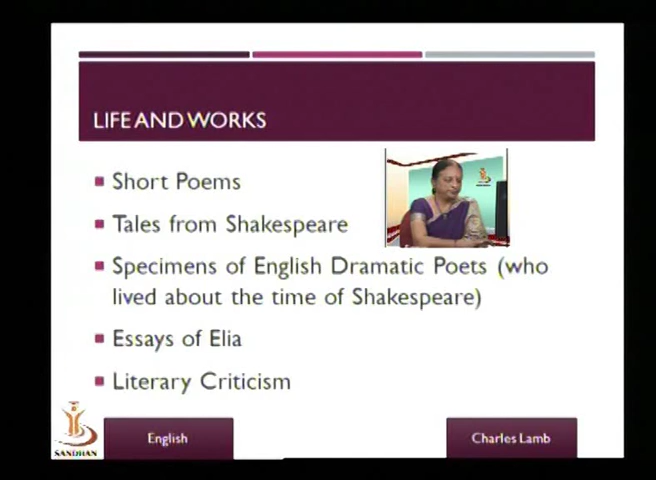 LIFE AND WORKS
Short Poems
Tales from Shakespeare
Specimens of English Dramatic Poets (who
lived about the time of Shakespeare)
Essays of Elia
Literary Criticism
SANDHAN
English
Charles Lamb